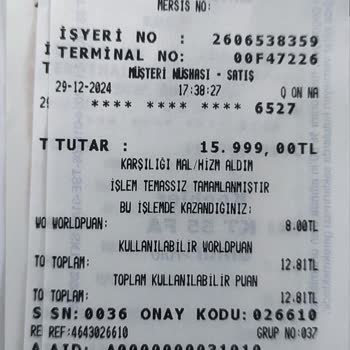 MERSIS NO:
İŞYERİ NO : 2606538359
TERMINAL NO: 00F47226
MÜŞTERİ NÜSHASI - SATIŞ
29-12-2024 17:38:27 Q ON NA
**** **** **** 6527
TUTAR : 15.999,00TL
KARŞILIĞI MAL/HİZM ALDIM
İŞLEM TEMASSIZ TAMAMLANMIŞTIR
BU İŞLEMDE KAZANDIĞINIZ:
WORLDPUAN: 8.00TL
KULLANILABİLİR WORLDPUAN
TOPLAM: 12.81TL
TOPLAM KULLANILABİLİR PUAN
TOPLAM: 12.81TL
SN: 0036 ONAY KODU: 026610
REF:4643026610 GRUP NO:037